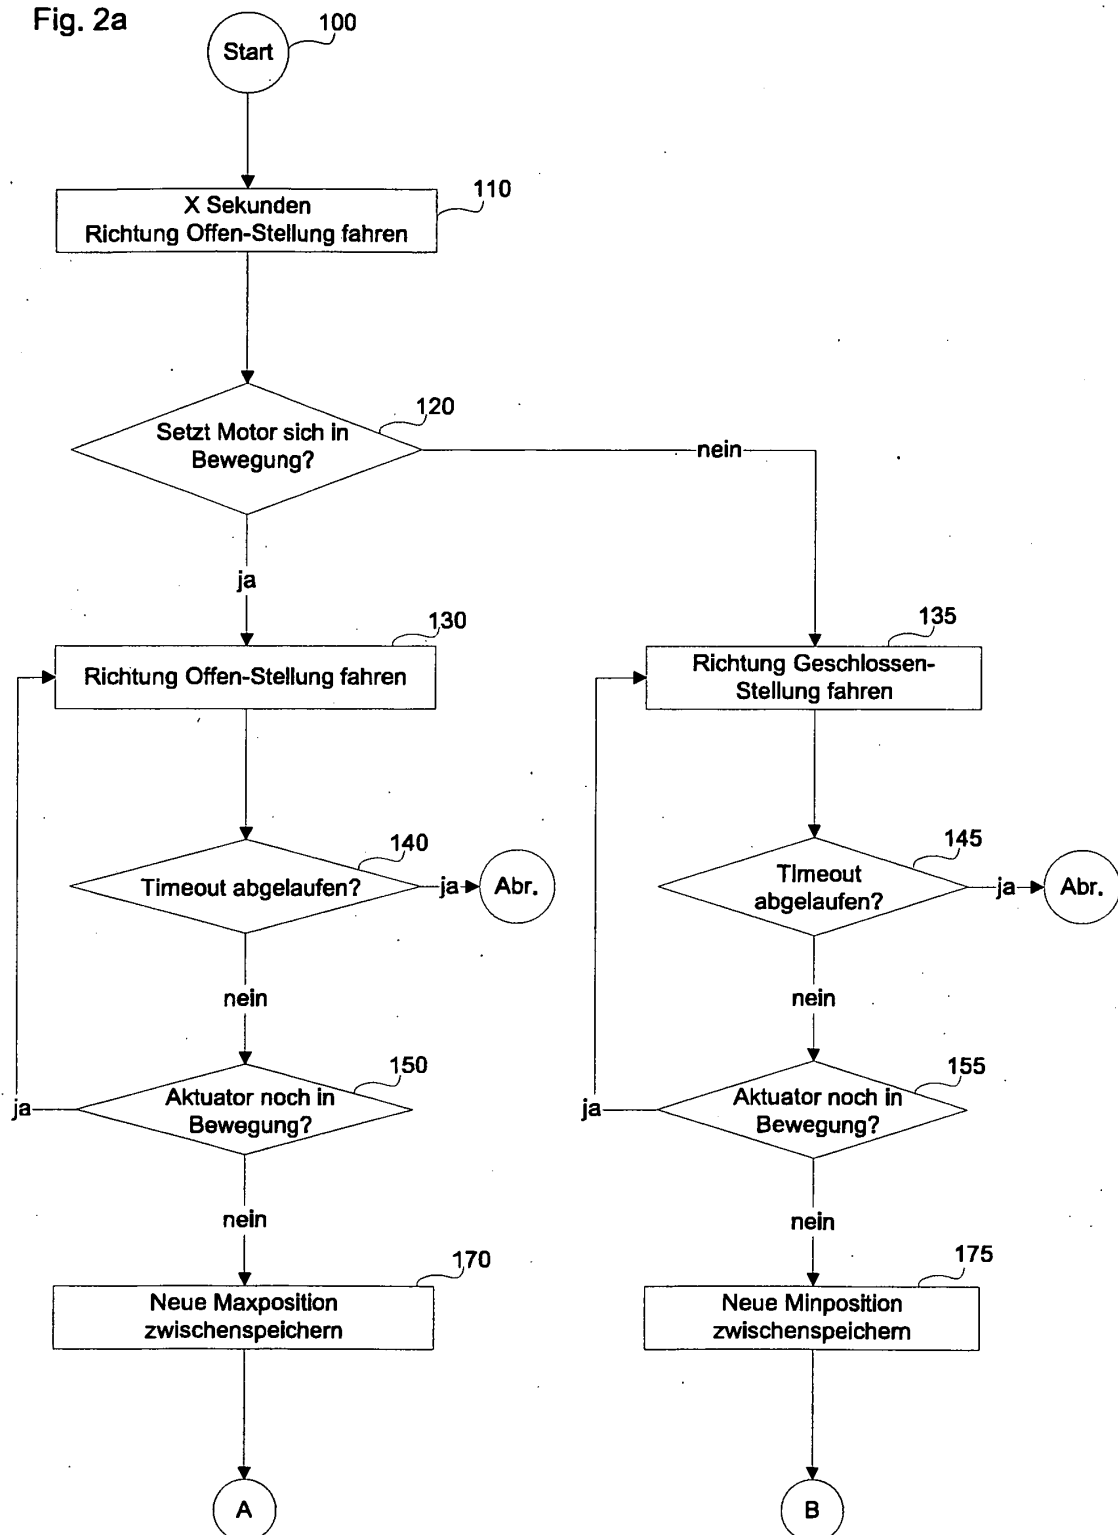 Fig. 2a
100
Start
110
X Sekunden
Richtung Offen-Stellung fahren
120
Setzt Motor sich in
Bewegung?
nein
ja
130
Richtung Offen-Stellung fahren
135
Richtung Geschlossen-
Stellung fahren
140
Timeout abgelaufen?
ja
Abr.
145
Timeout
abgelaufen?
ja
Abr.
nein
nein
150
Aktuator noch in
Bewegung?
ja
155
Aktuator noch in
Bewegung?
ja
nein
nein
170
Neue Maxposition
zwischenspeichern
175
Neue Minposition
zwischenspeichern
A
B